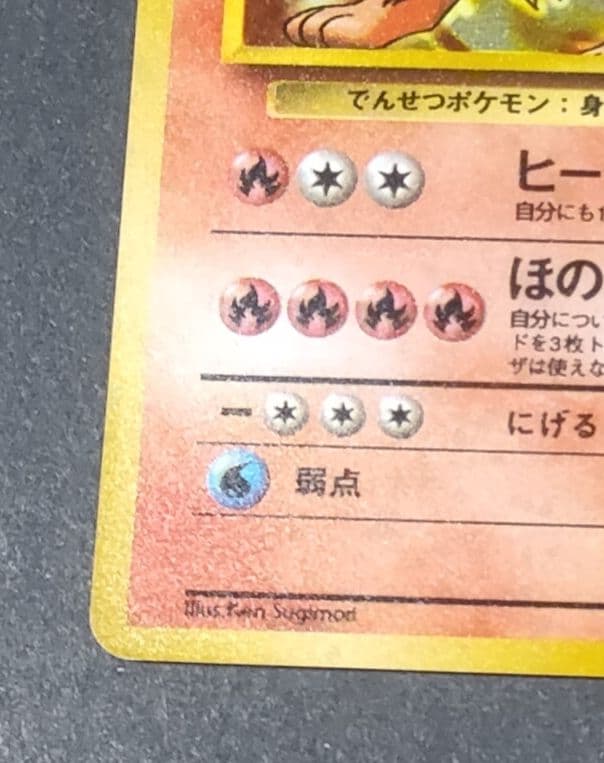 でんせつポケモン：身
ヒー
自分にも
ほの
自分につい
ドを3枚ト
ザは使えな
にげる
弱点
Illus. Ken Sugimori